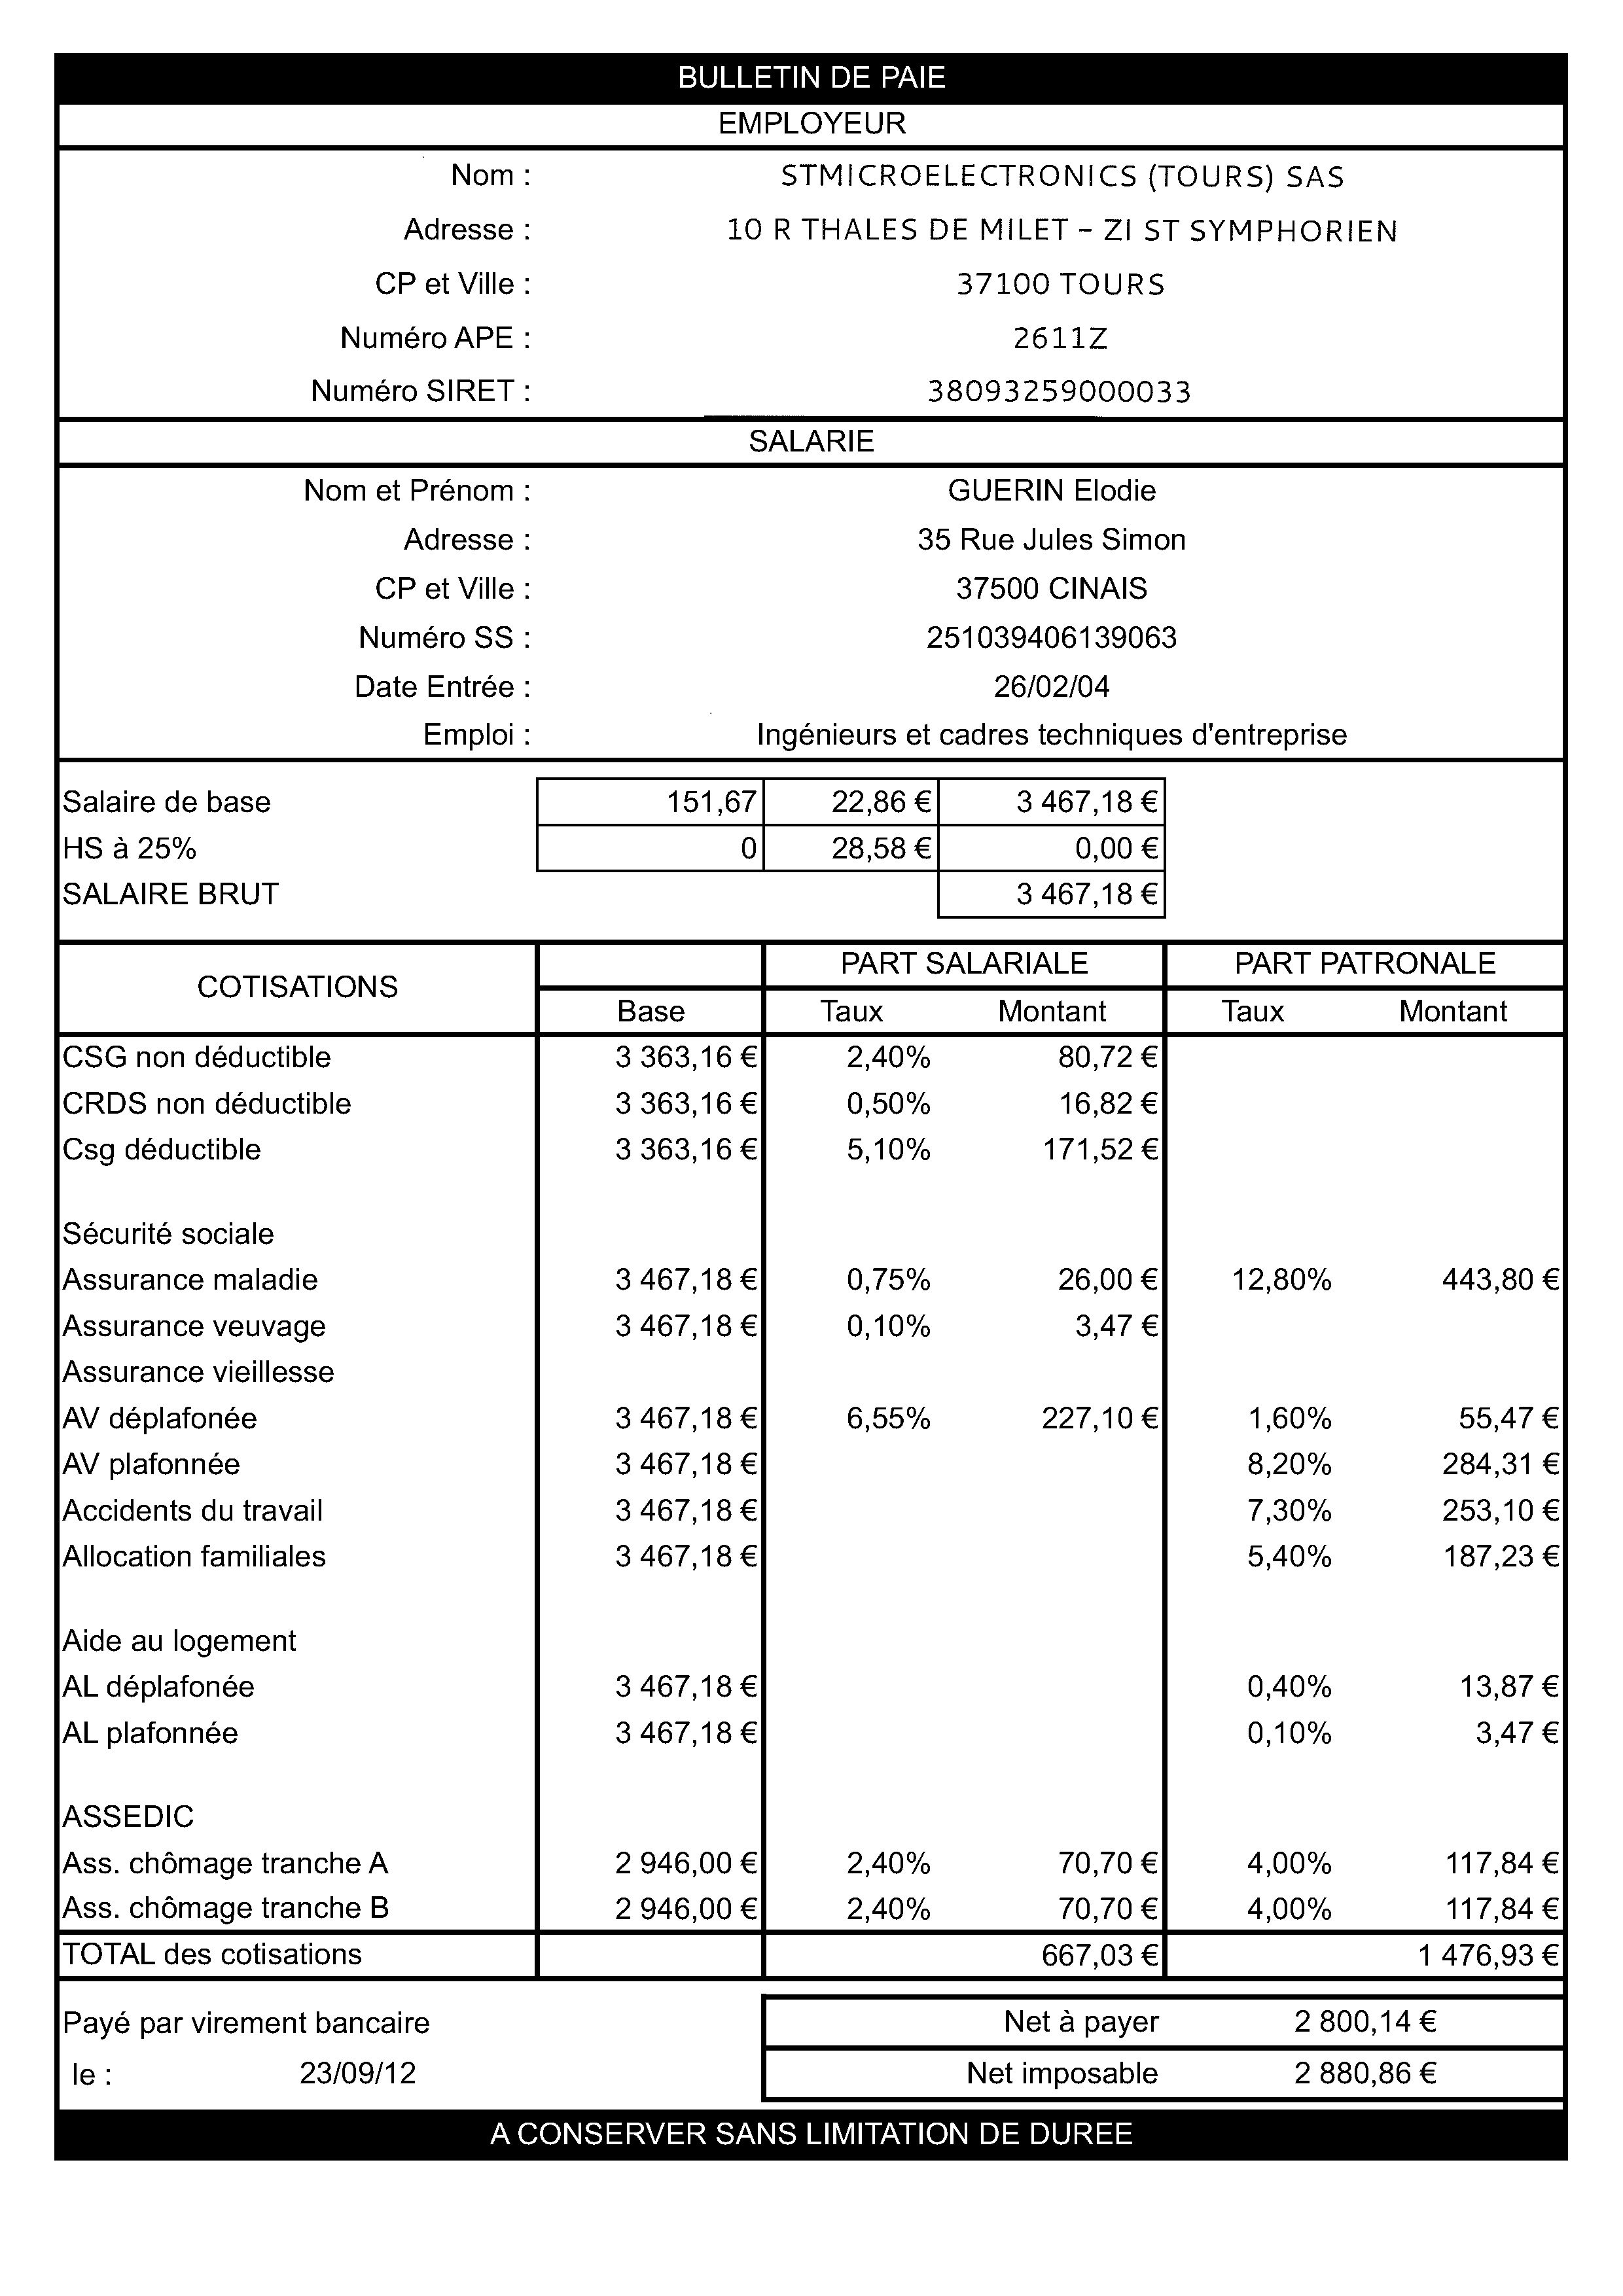 BULLETIN DE PAIE
EMPLOYEUR
Nom : STMICROELECTRONICS (TOURS) SAS
Adresse : 10 R THALES DE MILET - ZI ST SYMPHORIEN
CP et Ville : 37100 TOURS
Numéro APE : 2611Z
Numéro SIRET : 38093259000033
SALARIE
Nom et Prénom : GUERIN Elodie
Adresse : 35 Rue Jules Simon
CP et Ville : 37500 CINAIS
Numéro SS : 251039406139063
Date Entrée : 26/02/04
Emploi : Ingénieurs et cadres techniques d'entreprise
Salaire de base 151,67 22,86 € 3 467,18 €
HS à 25% 0 28,58 € 0,00 €
SALAIRE BRUT 3 467,18 €
COTISATIONS PART SALARIALE PART PATRONALE
Base Taux Montant Taux Montant
CSG non déductible 3 363,16 € 2,40% 80,72 €
CRDS non déductible 3 363,16 € 0,50% 16,82 €
Csg déductible 3 363,16 € 5,10% 171,52 €
Sécurité sociale
Assurance maladie 3 467,18 € 0,75% 26,00 € 12,80% 443,80 €
Assurance veuvage 3 467,18 € 0,10% 3,47 €
Assurance vieillesse
AV déplafonée 3 467,18 € 6,55% 227,10 € 1,60% 55,47 €
AV plafonnée 3 467,18 € 8,20% 284,31 €
Accidents du travail 3 467,18 € 7,30% 253,10 €
Allocation familiales 3 467,18 € 5,40% 187,23 €
Aide au logement
AL déplafonée 3 467,18 € 0,40% 13,87 €
AL plafonnée 3 467,18 € 0,10% 3,47 €
ASSEDIC
Ass. chômage tranche A 2 946,00 € 2,40% 70,70 € 4,00% 117,84 €
Ass. chômage tranche B 2 946,00 € 2,40% 70,70 € 4,00% 117,84 €
TOTAL des cotisations 667,03 € 1 476,93 €
Payé par virement bancaire Net à payer 2 800,14 €
le : 23/09/12 Net imposable 2 880,86 €
A CONSERVER SANS LIMITATION DE DUREE